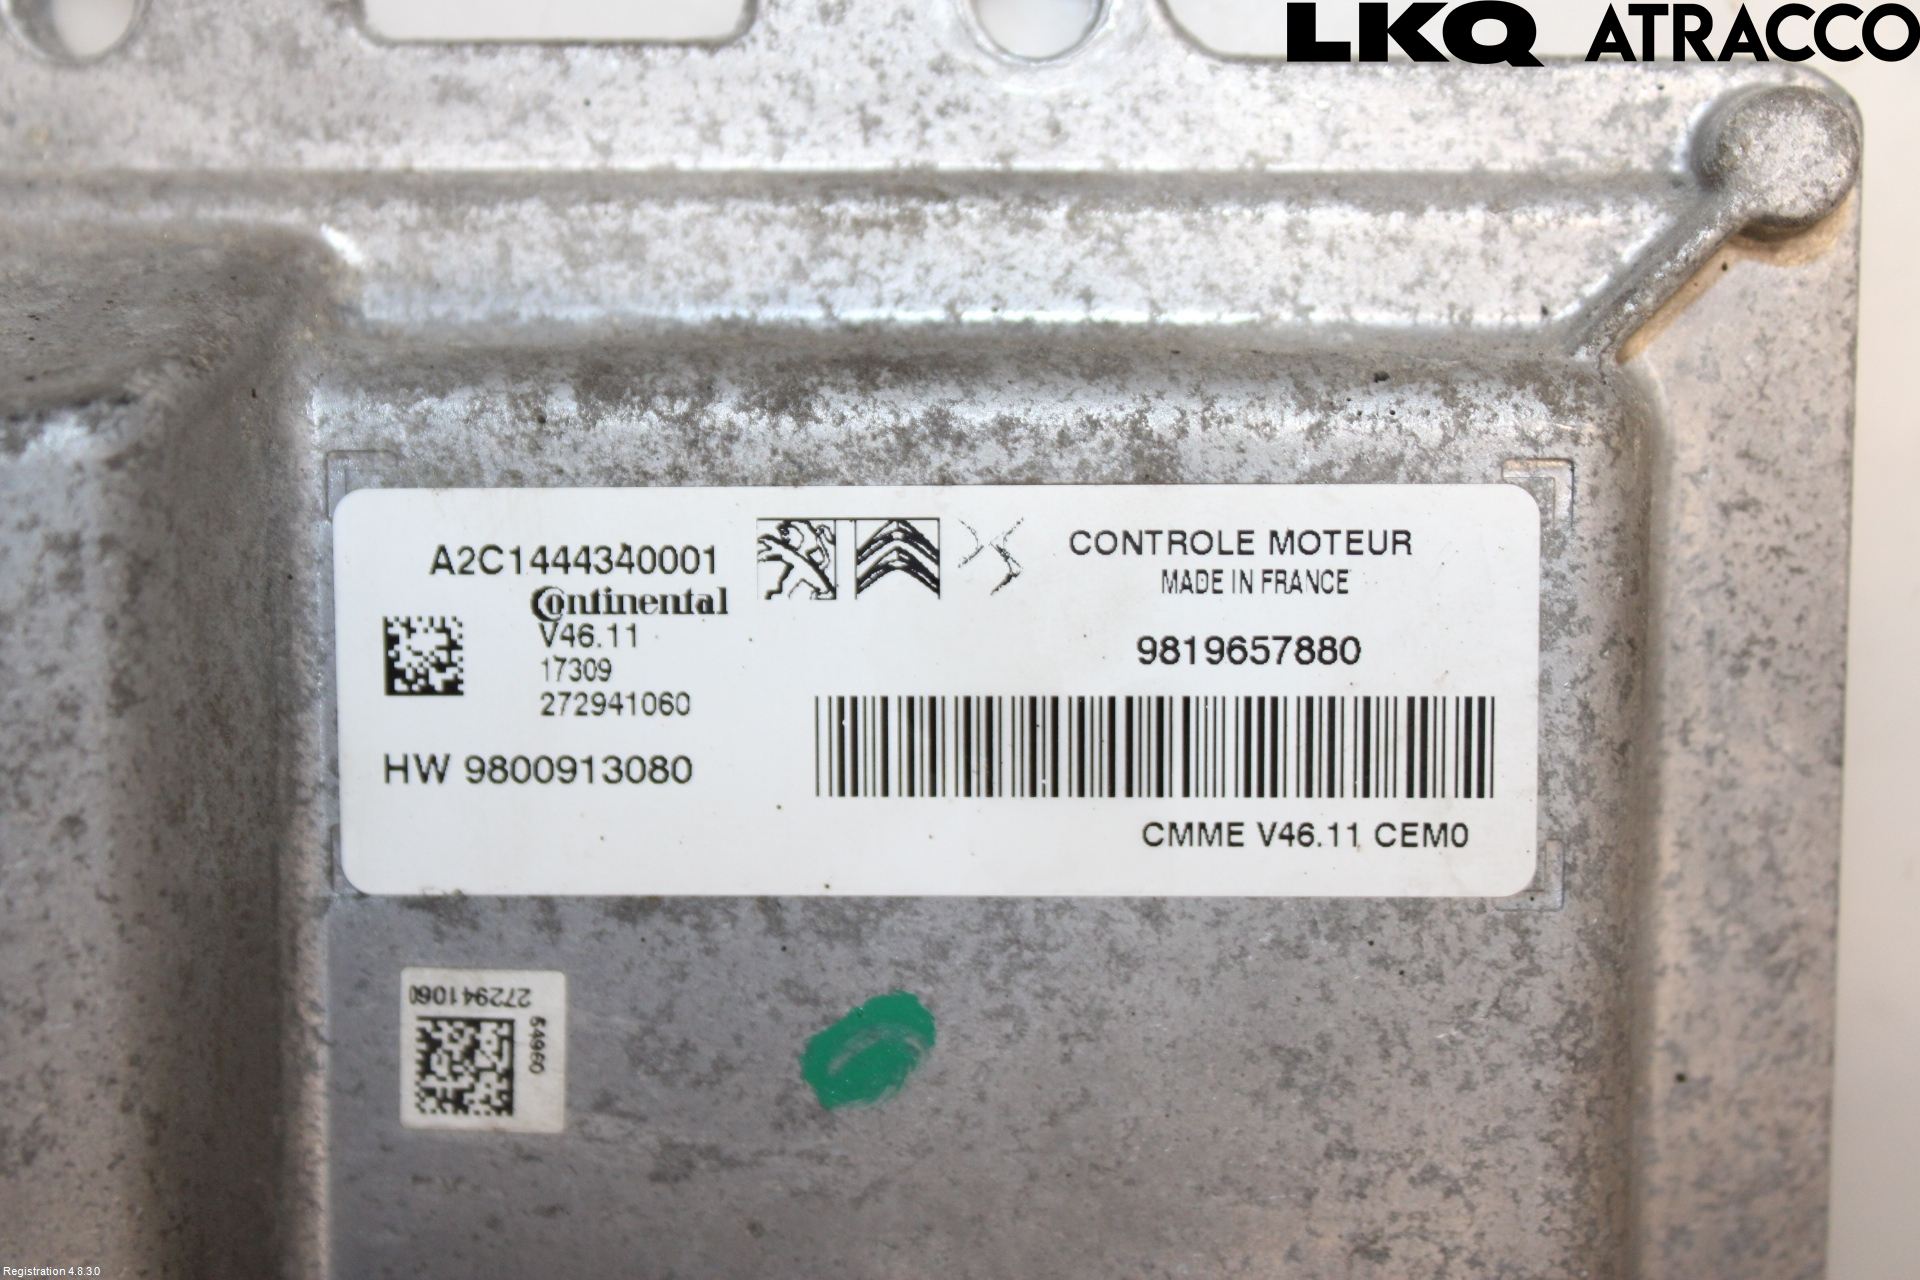 LKQ ATRACCO
A2C1444340001
Continental
V46.11
17309
272941060
HW 9800913080
CONTROLE MOTEUR
MADE IN FRANCE
9819657880
CMME V46.11 CEM0
272941060
54960
Registration 4.8.3.0